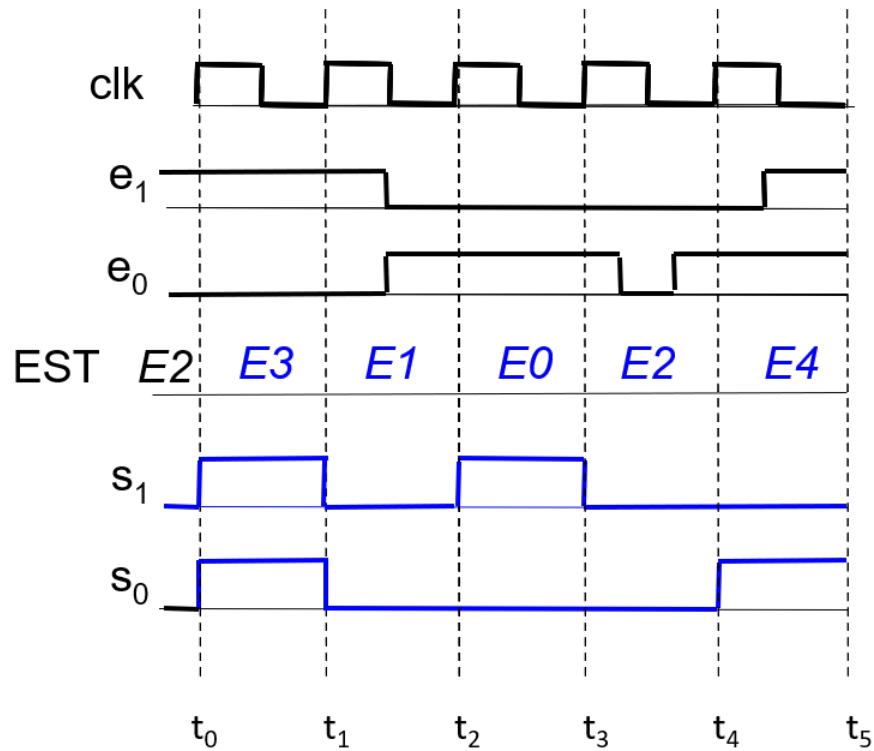 clk
e₁
e₀
EST E2 E3 E1 E0 E2 E4
s₁
s₀
t₀ t₁ t₂ t₃ t₄ t₅